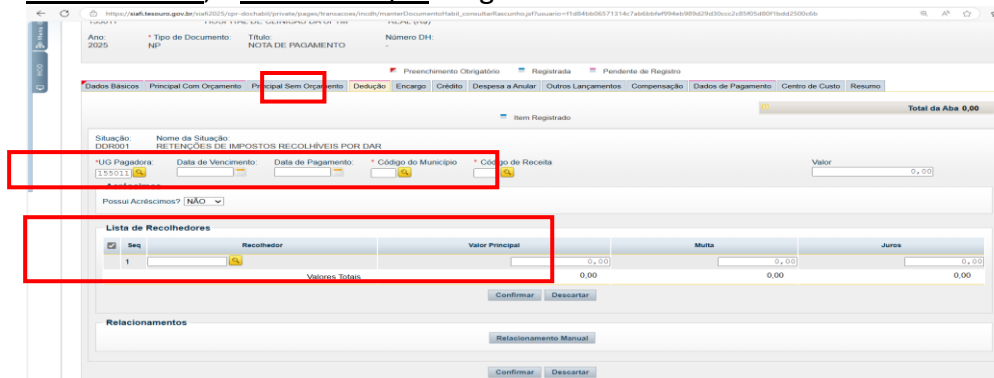 https://siafi.tesouro.gov.br/siafi2025/cpr-dochabil/private/pages/transacoes/incdh/manterDocumentoHabil_consultarRascunho.jsf?
HCO
Ano: * Tipo de Documento: Título: Número DH:
2025 NP NOTA DE PAGAMENTO -
Preenchimento Obrigatório Registrada Pendente de Registro
Dados Básicos Principal Com Orçamento Principal Sem Orçamento Dedução Encargo Crédito Despesa a Anular Outros Lançamentos Compensação Dados de Pagamento Centro de Custo Resumo
Total da Aba 0,00
Item Registrado
Situação: Nome da Situação:
DDR001 RETENÇÕES DE IMPOSTOS RECOLHÍVEIS POR DAR
*UG Pagadora: Data de Vencimento: Data de Pagamento: * Código do Município * Código de Receita Valor
155011 0,00
Acréscimos
Possui Acréscimos? NÃO
Lista de Recolhedores
Seq Recolhedor Valor Principal Multa Juros
1 0,00 0,00 0,00
Valores Totais 0,00 0,00 0,00
Confirmar Descartar
Relacionamentos
Relacionamento Manual
Confirmar Descartar